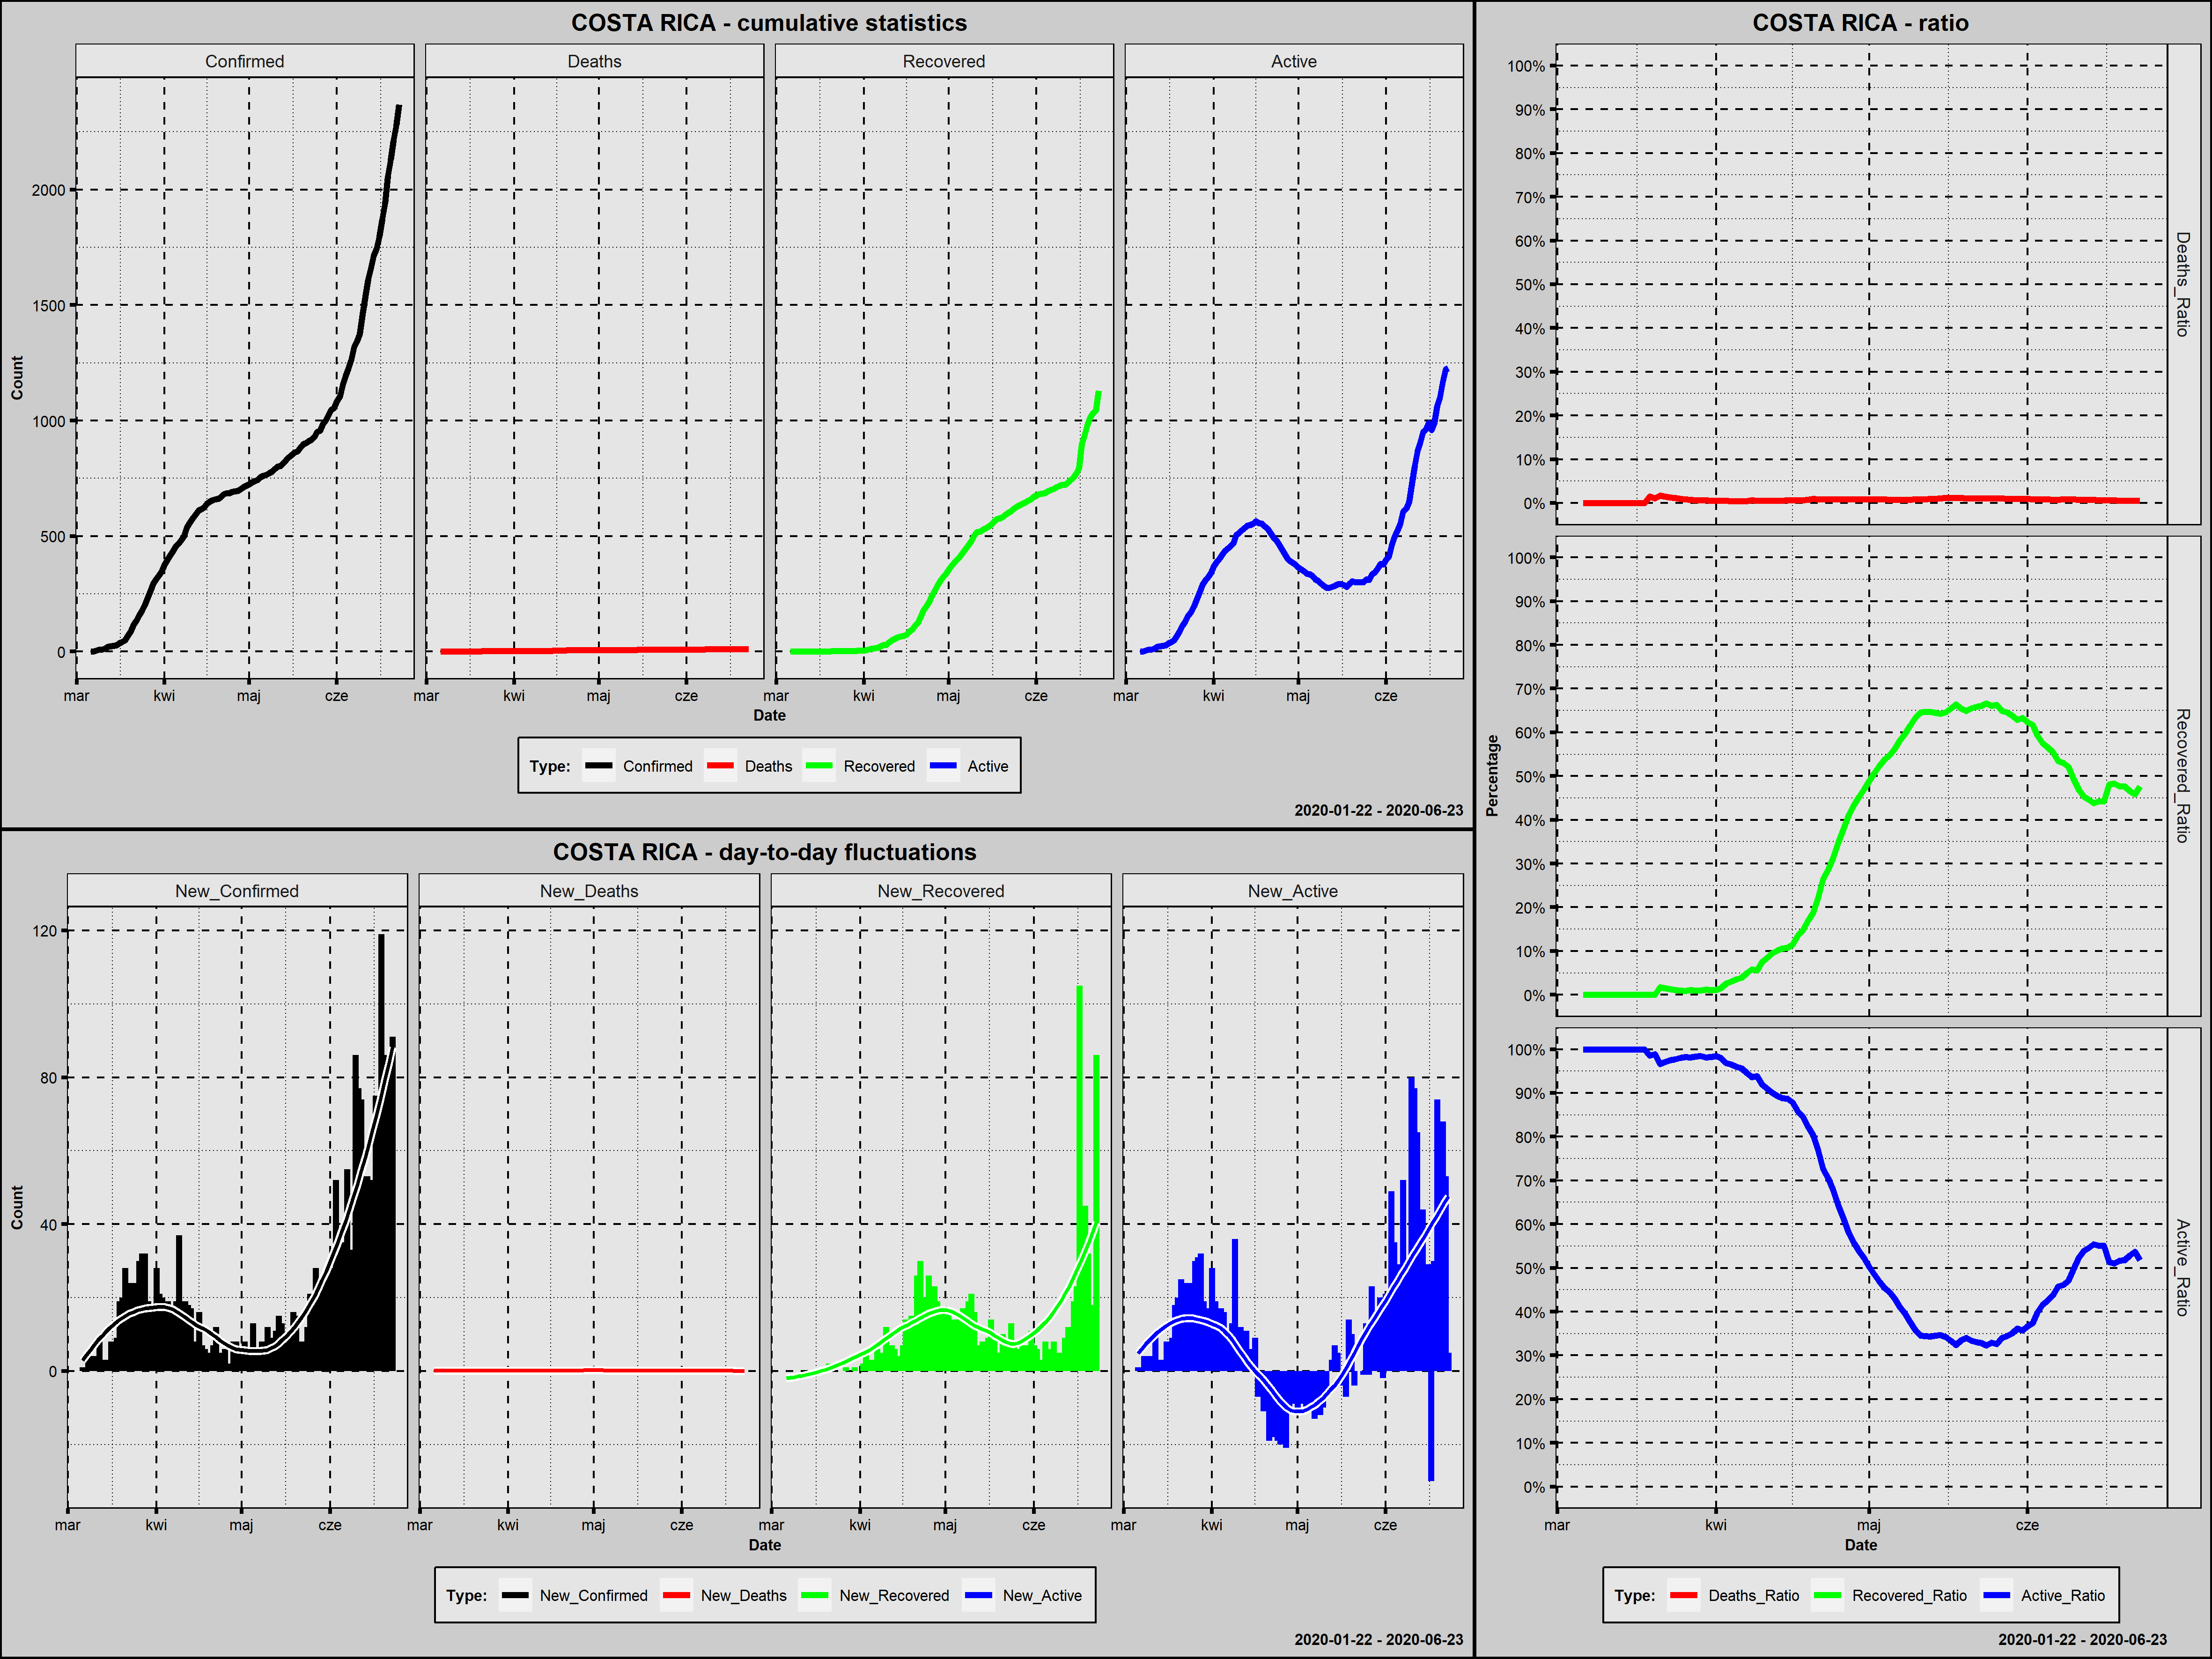 COSTA RICA - cumulative statistics
Confirmed Deaths Recovered Active
Count
2000
1500
1000
500
0
mar kwi maj cze mar kwi maj cze mar kwi maj cze mar kwi maj cze
Date
Type: Confirmed Deaths Recovered Active
2020-01-22 - 2020-06-23
COSTA RICA - day-to-day fluctuations
New_Confirmed New_Deaths New_Recovered New_Active
Count
120
80
40
0
mar kwi maj cze mar kwi maj cze mar kwi maj cze mar kwi maj cze
Date
Type: New_Confirmed New_Deaths New_Recovered New_Active
2020-01-22 - 2020-06-23
COSTA RICA - ratio
Percentage
100%
90%
80%
70%
60%
50%
40%
30%
20%
10%
0%
Deaths_Ratio
100%
90%
80%
70%
60%
50%
40%
30%
20%
10%
0%
Recovered_Ratio
100%
90%
80%
70%
60%
50%
40%
30%
20%
10%
0%
Active_Ratio
mar kwi maj cze
Date
Type: Deaths_Ratio Recovered_Ratio Active_Ratio
2020-01-22 - 2020-06-23